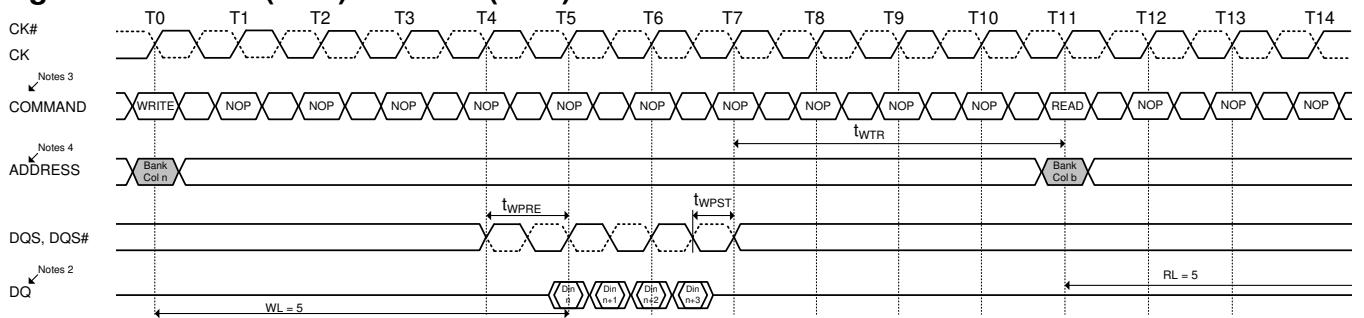 T0 T1 T2 T3 T4 T5 T6 T7 T8 T9 T10 T11 T12 T13 T14
CK#
CK
Notes 3
COMMAND WRITE NOP NOP NOP NOP NOP NOP NOP NOP NOP NOP READ NOP NOP NOP
tWTR
Notes 4
ADDRESS
Bank Bank
Col n Col b
tWPRE tWPST
DQS, DQS#
Notes 2
DQ
Din Din Din Din
n n+1 n+2 n+3
RL = 5
WL = 5